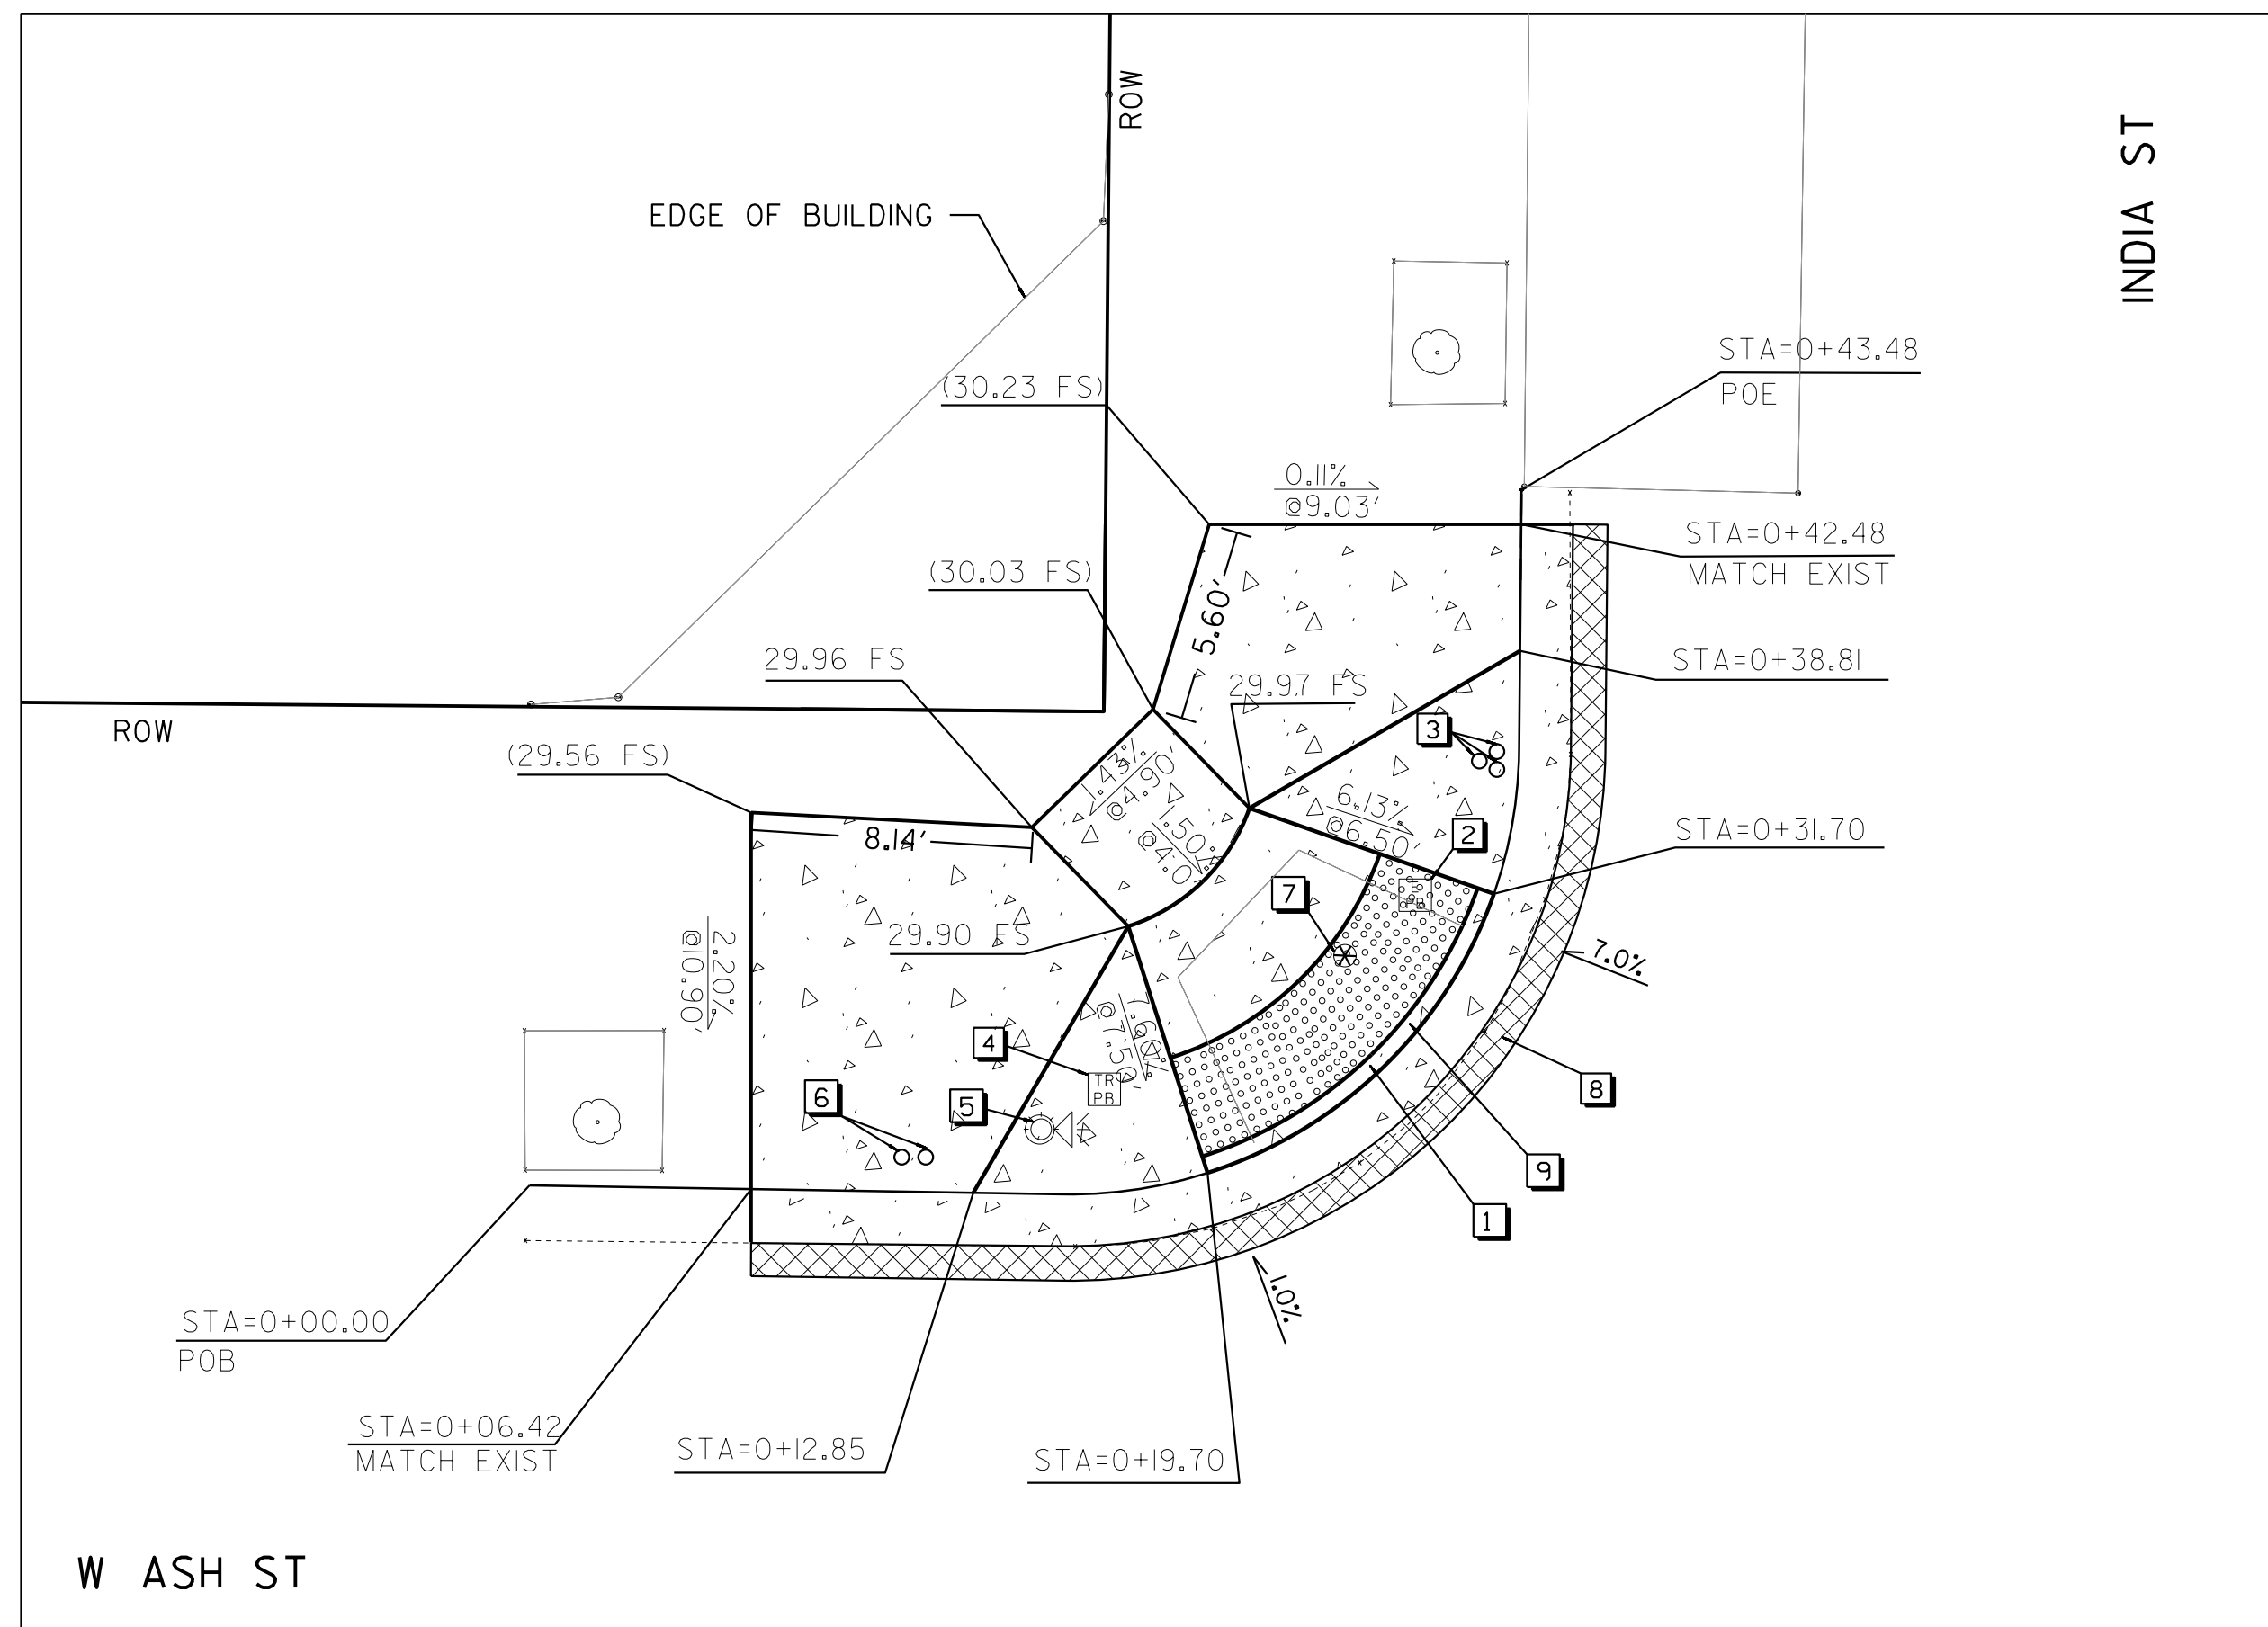 ROW
INDIA ST
EDGE OF BUILDING
STA=0+43.48
POE
(30.23 FS)
0.11%
@9.03'
STA=0+42.48
MATCH EXIST
(30.03 FS)
5.60'
29.96 FS
STA=0+38.81
29.97 FS
ROW
3
(29.56 FS)
1.43%
@4.90'
1.50%
@4.0'
6.13%
@6.50'
2
STA=0+31.70
8.14'
7
E
PB
29.90 FS
2.20%
@10.90'
7.0%
7.60%
@7.50'
4
TR
PB
6
5
8
9
1
1.0%
STA=0+00.00
POB
STA=0+06.42
MATCH EXIST
STA=0+12.85
STA=0+19.70
W ASH ST